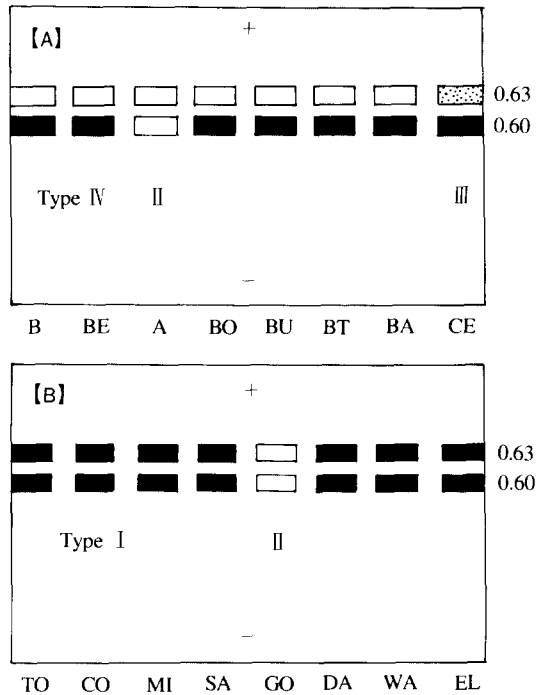 【A】
+
0.63
0.60
Type Ⅳ Ⅱ Ⅲ
−
B BE A BO BU BT BA CE
【B】
+
0.63
0.60
Type Ⅰ Ⅱ
−
TO CO MI SA GO DA WA EL